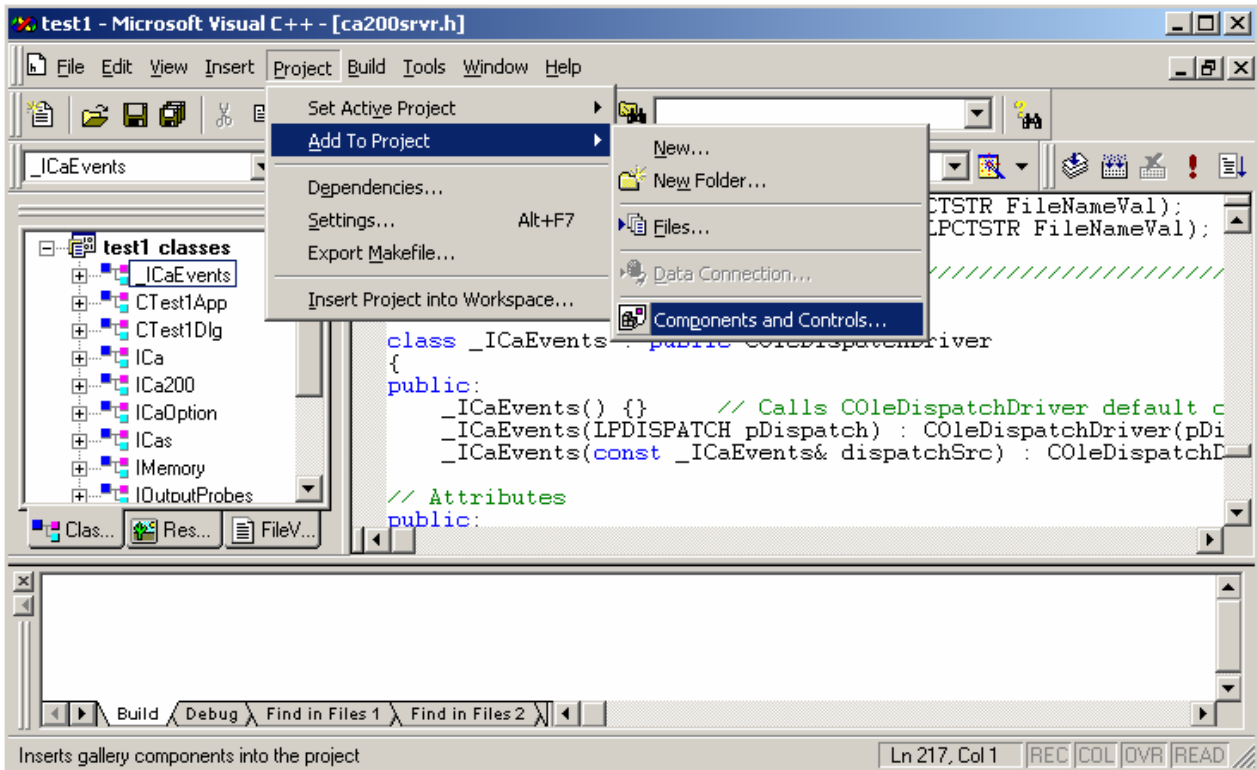 test1 - Microsoft Visual C++ - [ca200srvr.h]
File Edit View Insert Project Build Tools Window Help
Set Active Project
Add To Project
Dependencies...
Settings... Alt+F7
Export Makefile...
Insert Project into Workspace...
New...
New Folder...
Files...
Data Connection...
Components and Controls...
_ICaEvents
test1 classes
_ICaEvents
CTest1App
CTest1Dlg
ICa
ICa200
ICaOption
ICas
IMemory
IOutputProbes
Clas... Res... FileV...
CTSTR FileNameVal);
LPCTSTR FileNameVal);
//////////////////////
class _ICaEvents : public COleDispatchDriver
{
public:
_ICaEvents() {} // Calls COleDispatchDriver default c
_ICaEvents(LPDISPATCH pDispatch) : COleDispatchDriver(pDi
_ICaEvents(const _ICaEvents& dispatchSrc) : COleDispatchD
// Attributes
public:
Build Debug Find in Files 1 Find in Files 2
Inserts gallery components into the project
Ln 217, Col 1 REC COL OVR READ